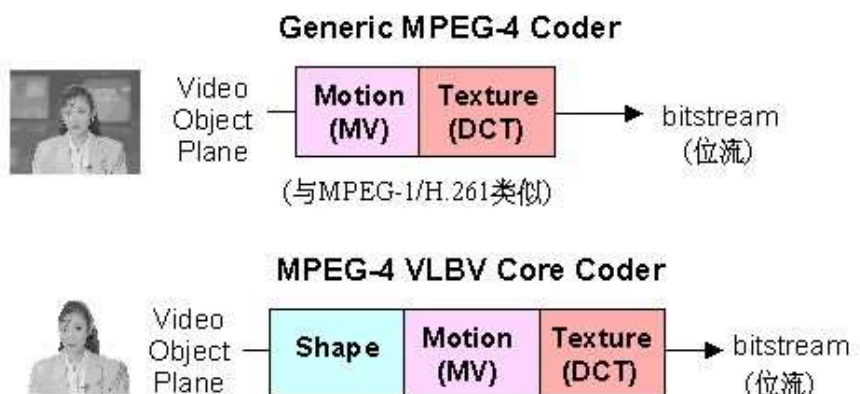 Generic MPEG-4 Coder
Video
Object
Plane
Motion
(MV)
Texture
(DCT)
bitstream
(位流)
(与MPEG-1/H.261类似)
MPEG-4 VLBV Core Coder
Video
Object
Plane
Shape
Motion
(MV)
Texture
(DCT)
bitstream
(位流)